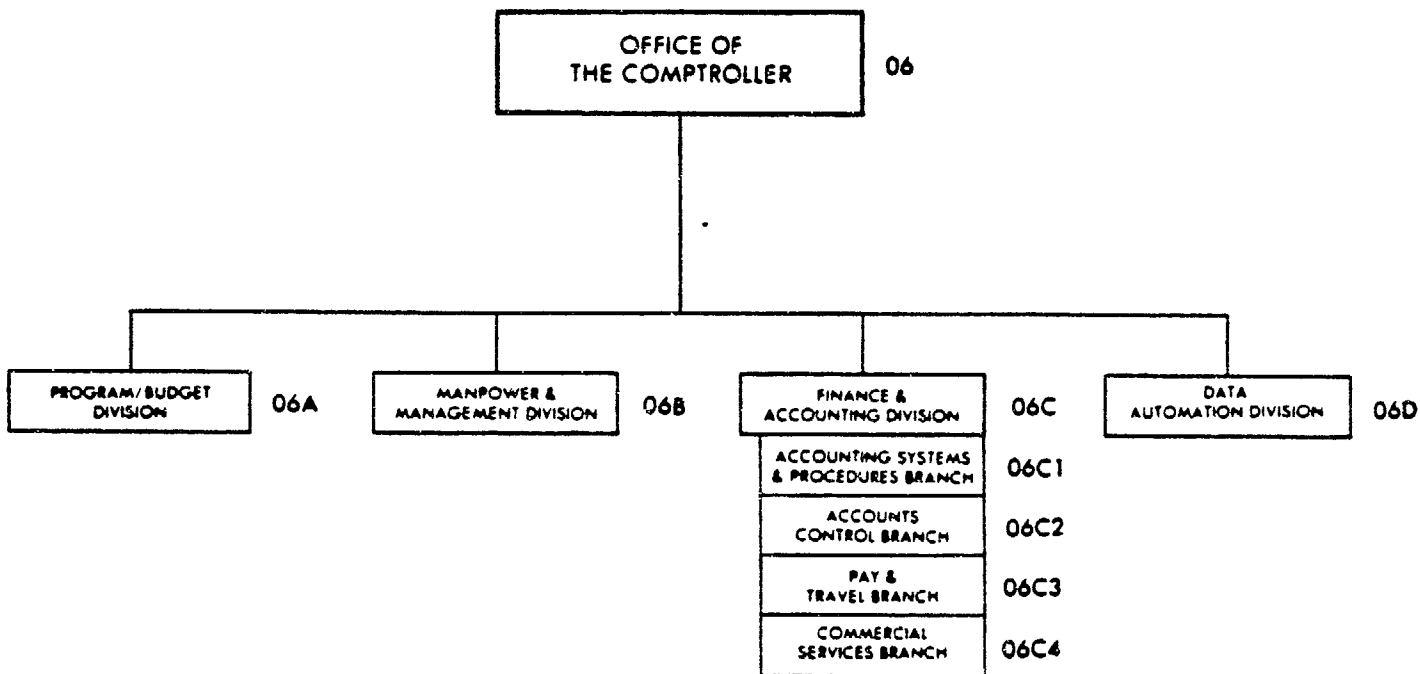 OFFICE OF
THE COMPTROLLER
06
PROGRAM/BUDGET
DIVISION
06A
MANPOWER &
MANAGEMENT DIVISION
06B
FINANCE &
ACCOUNTING DIVISION
06C
ACCOUNTING SYSTEMS
& PROCEDURES BRANCH
06C1
ACCOUNTS
CONTROL BRANCH
06C2
PAY &
TRAVEL BRANCH
06C3
COMMERCIAL
SERVICES BRANCH
06C4
DATA
AUTOMATION DIVISION
06D